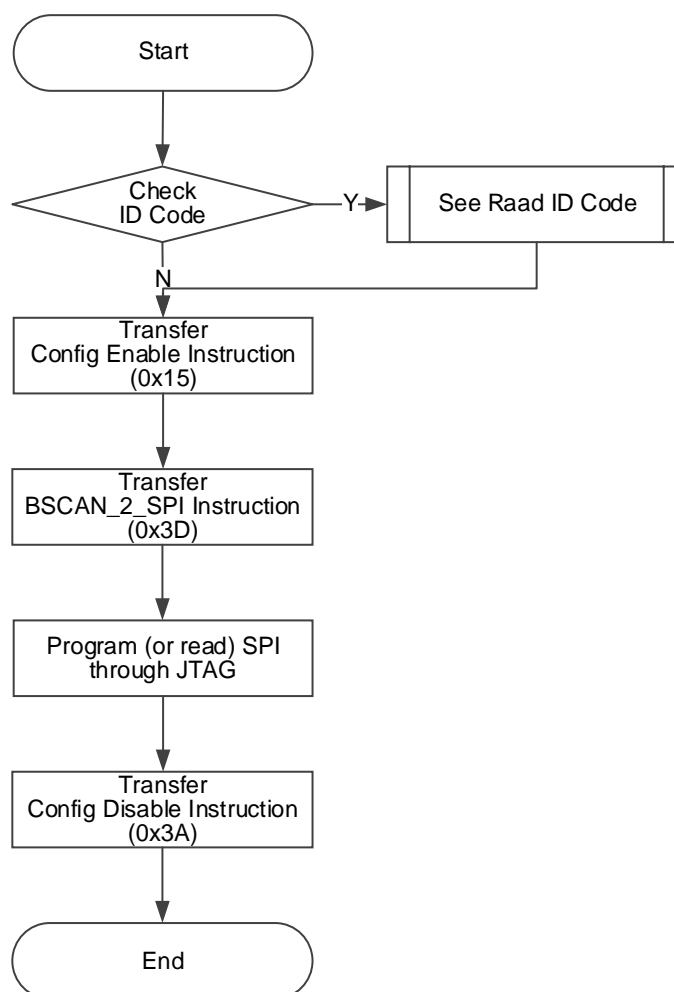 Start
Check
ID Code
Y
See Raad ID Code
N
Transfer
Config Enable Instruction
(0x15)
Transfer
BSCAN_2_SPI Instruction
(0x3D)
Program (or read) SPI
through JTAG
Transfer
Config Disable Instruction
(0x3A)
End